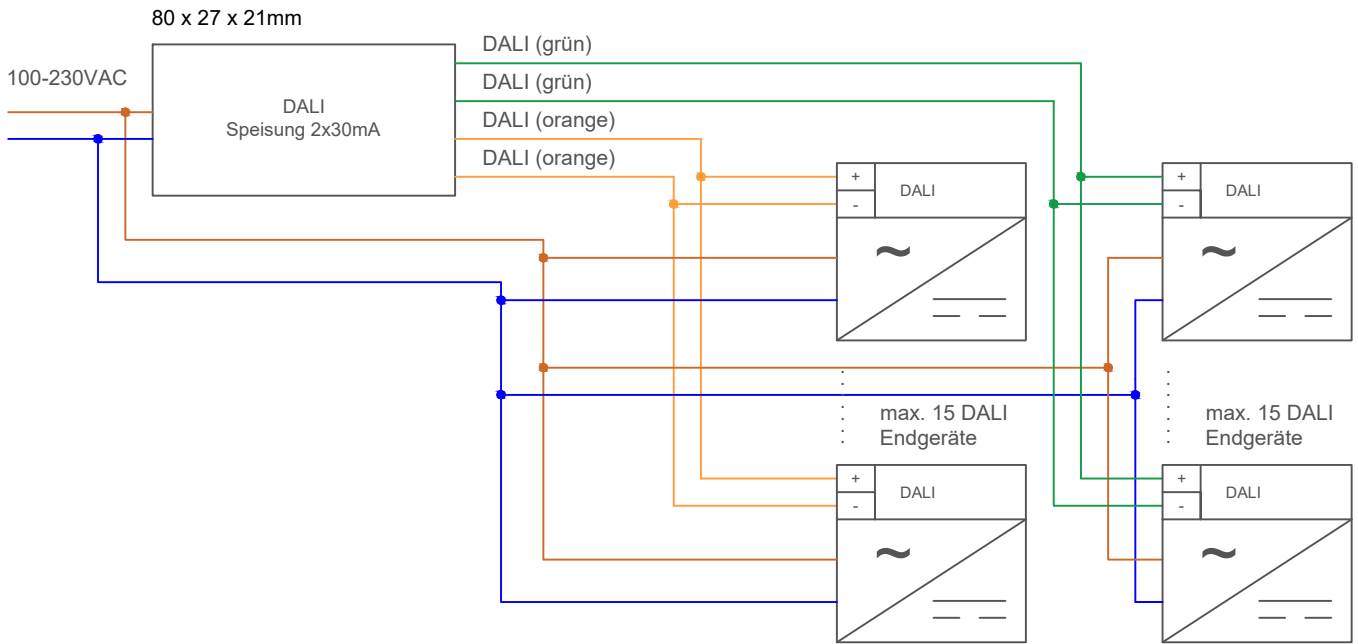 80 x 27 x 21mm
100-230VAC
DALI
Speisung 2x30mA
DALI (grün)
DALI (grün)
DALI (orange)
DALI (orange)
+
-
DALI
~
+
-
DALI
~
max. 15 DALI
Endgeräte
max. 15 DALI
Endgeräte
+
-
DALI
~
+
-
DALI
~